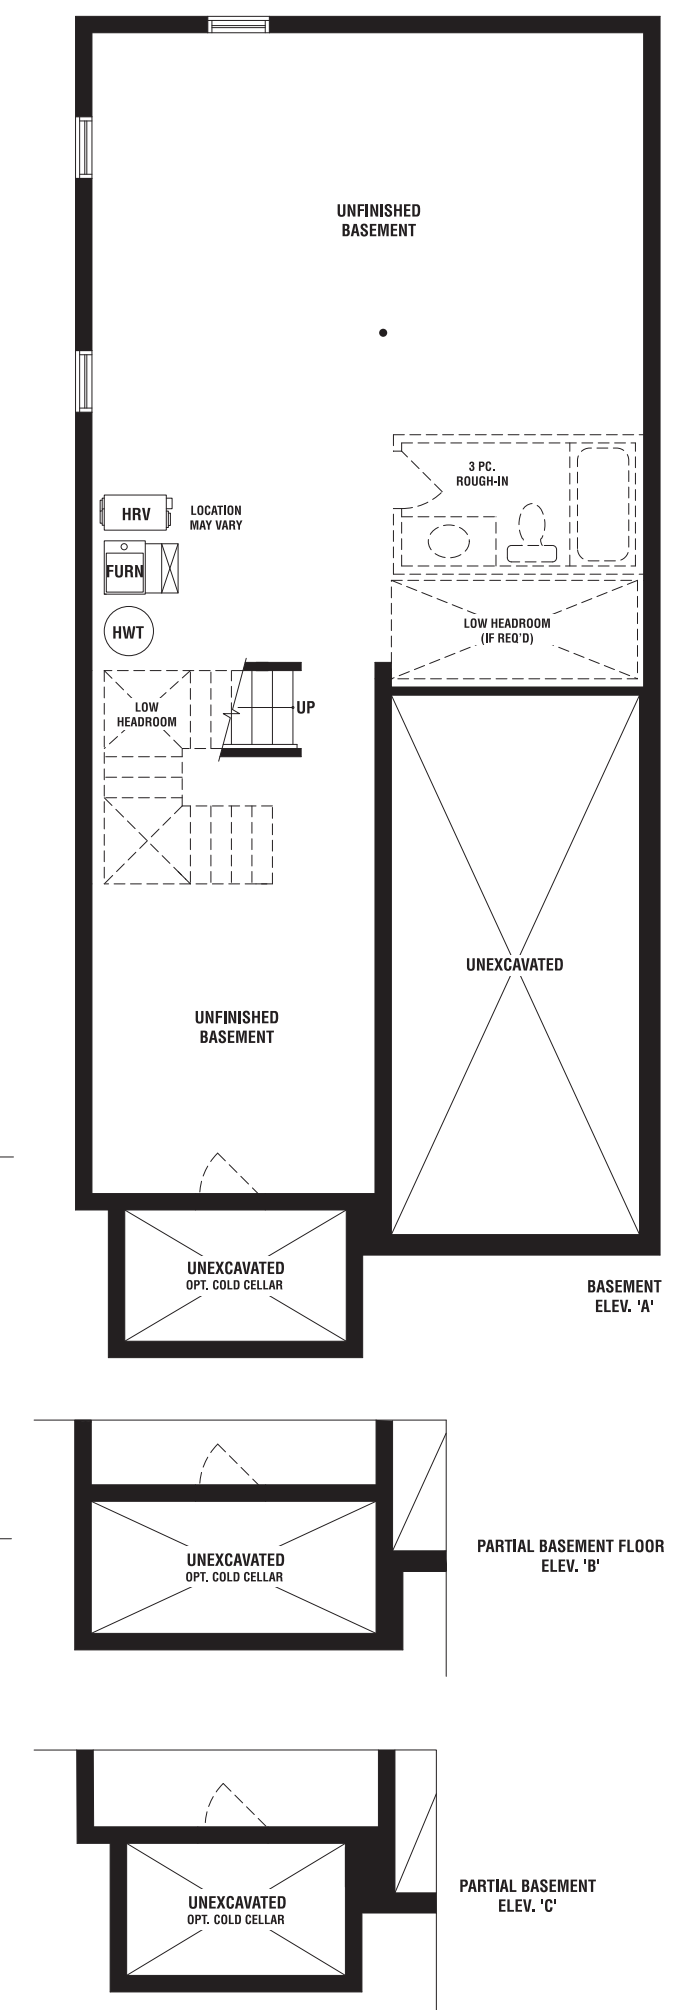 UNFINISHED
BASEMENT
3 PC.
ROUGH-IN
HRV
LOCATION
MAY VARY
FURN
HWT
LOW HEADROOM
(IF REQ'D)
LOW
HEADROOM
UP
UNEXCAVATED
UNFINISHED
BASEMENT
UNEXCAVATED
OPT. COLD CELLAR
BASEMENT
ELEV. 'A'
UNEXCAVATED
OPT. COLD CELLAR
PARTIAL BASEMENT FLOOR
ELEV. 'B'
UNEXCAVATED
OPT. COLD CELLAR
PARTIAL BASEMENT
ELEV. 'C'